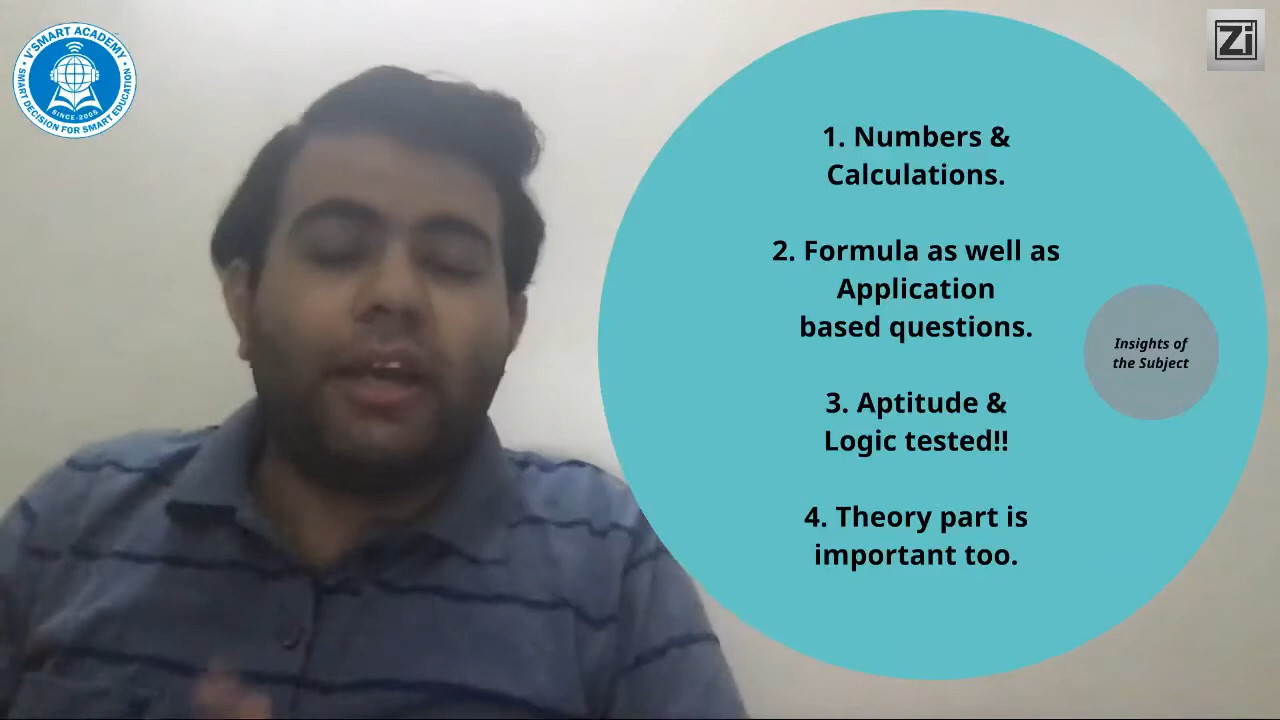 V'SMART ACADEMY
SMART DECISION FOR SMART EDUCATION
SINCE-2005
Zi
1. Numbers &
Calculations.
2. Formula as well as
Application
based questions.
3. Aptitude &
Logic tested!!
4. Theory part is
important too.
Insights of
the Subject